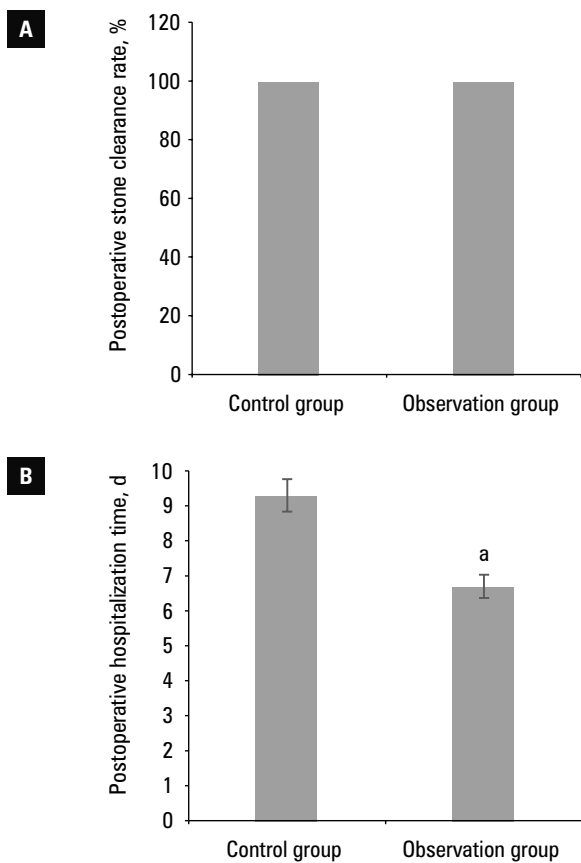 A
Postoperative stone clearance rate, %
120
100
80
60
40
20
0
Control group
Observation group
B
Postoperative hospitalization time, d
10
9
8
7
6
5
4
3
2
1
0
a
Control group
Observation group